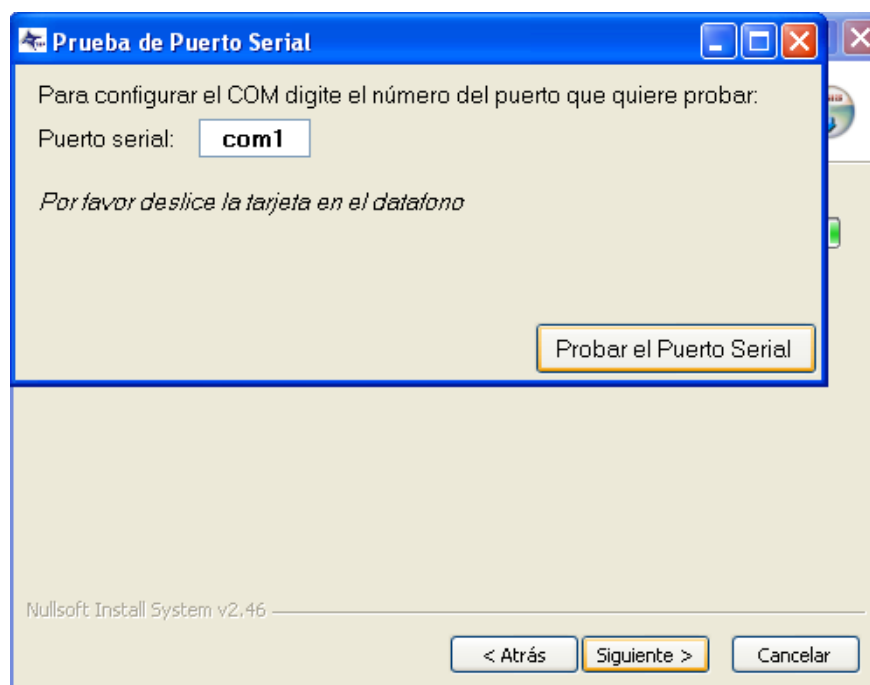 Prueba de Puerto Serial
Para configurar el COM digite el número del puerto que quiere probar:
Puerto serial: com1
Por favor deslice la tarjeta en el datafono
Probar el Puerto Serial
Nullsoft Install System v2.46
< Atrás Siguiente > Cancelar